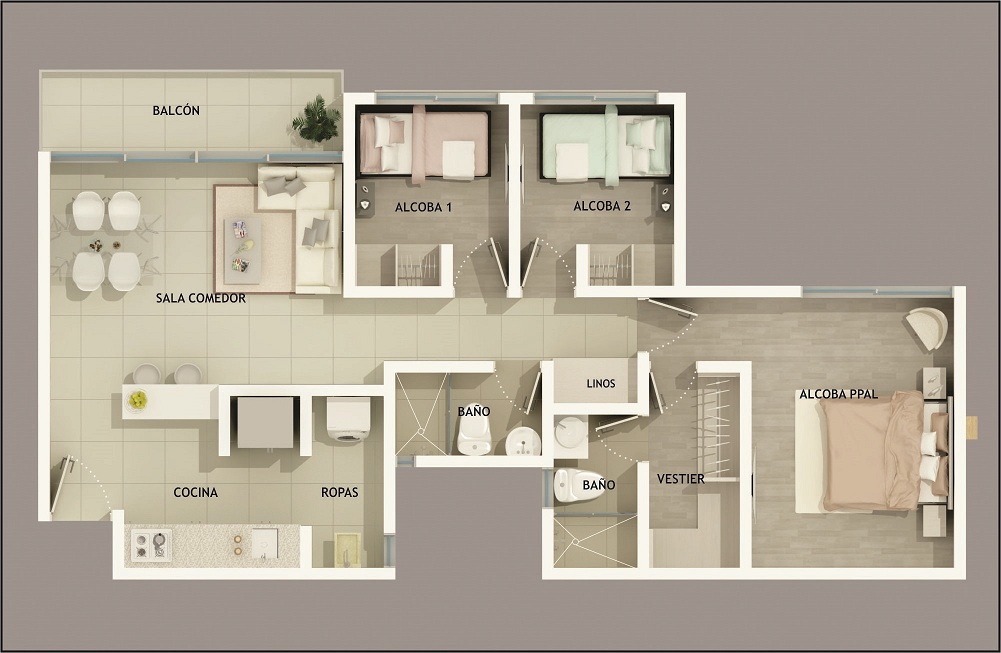 BALCÓN
ALCOBA 1
ALCOBA 2
SALA COMEDOR
LINOS
ALCOBA PPAL
BAÑO
COCINA
ROPAS
BAÑO
VESTIER